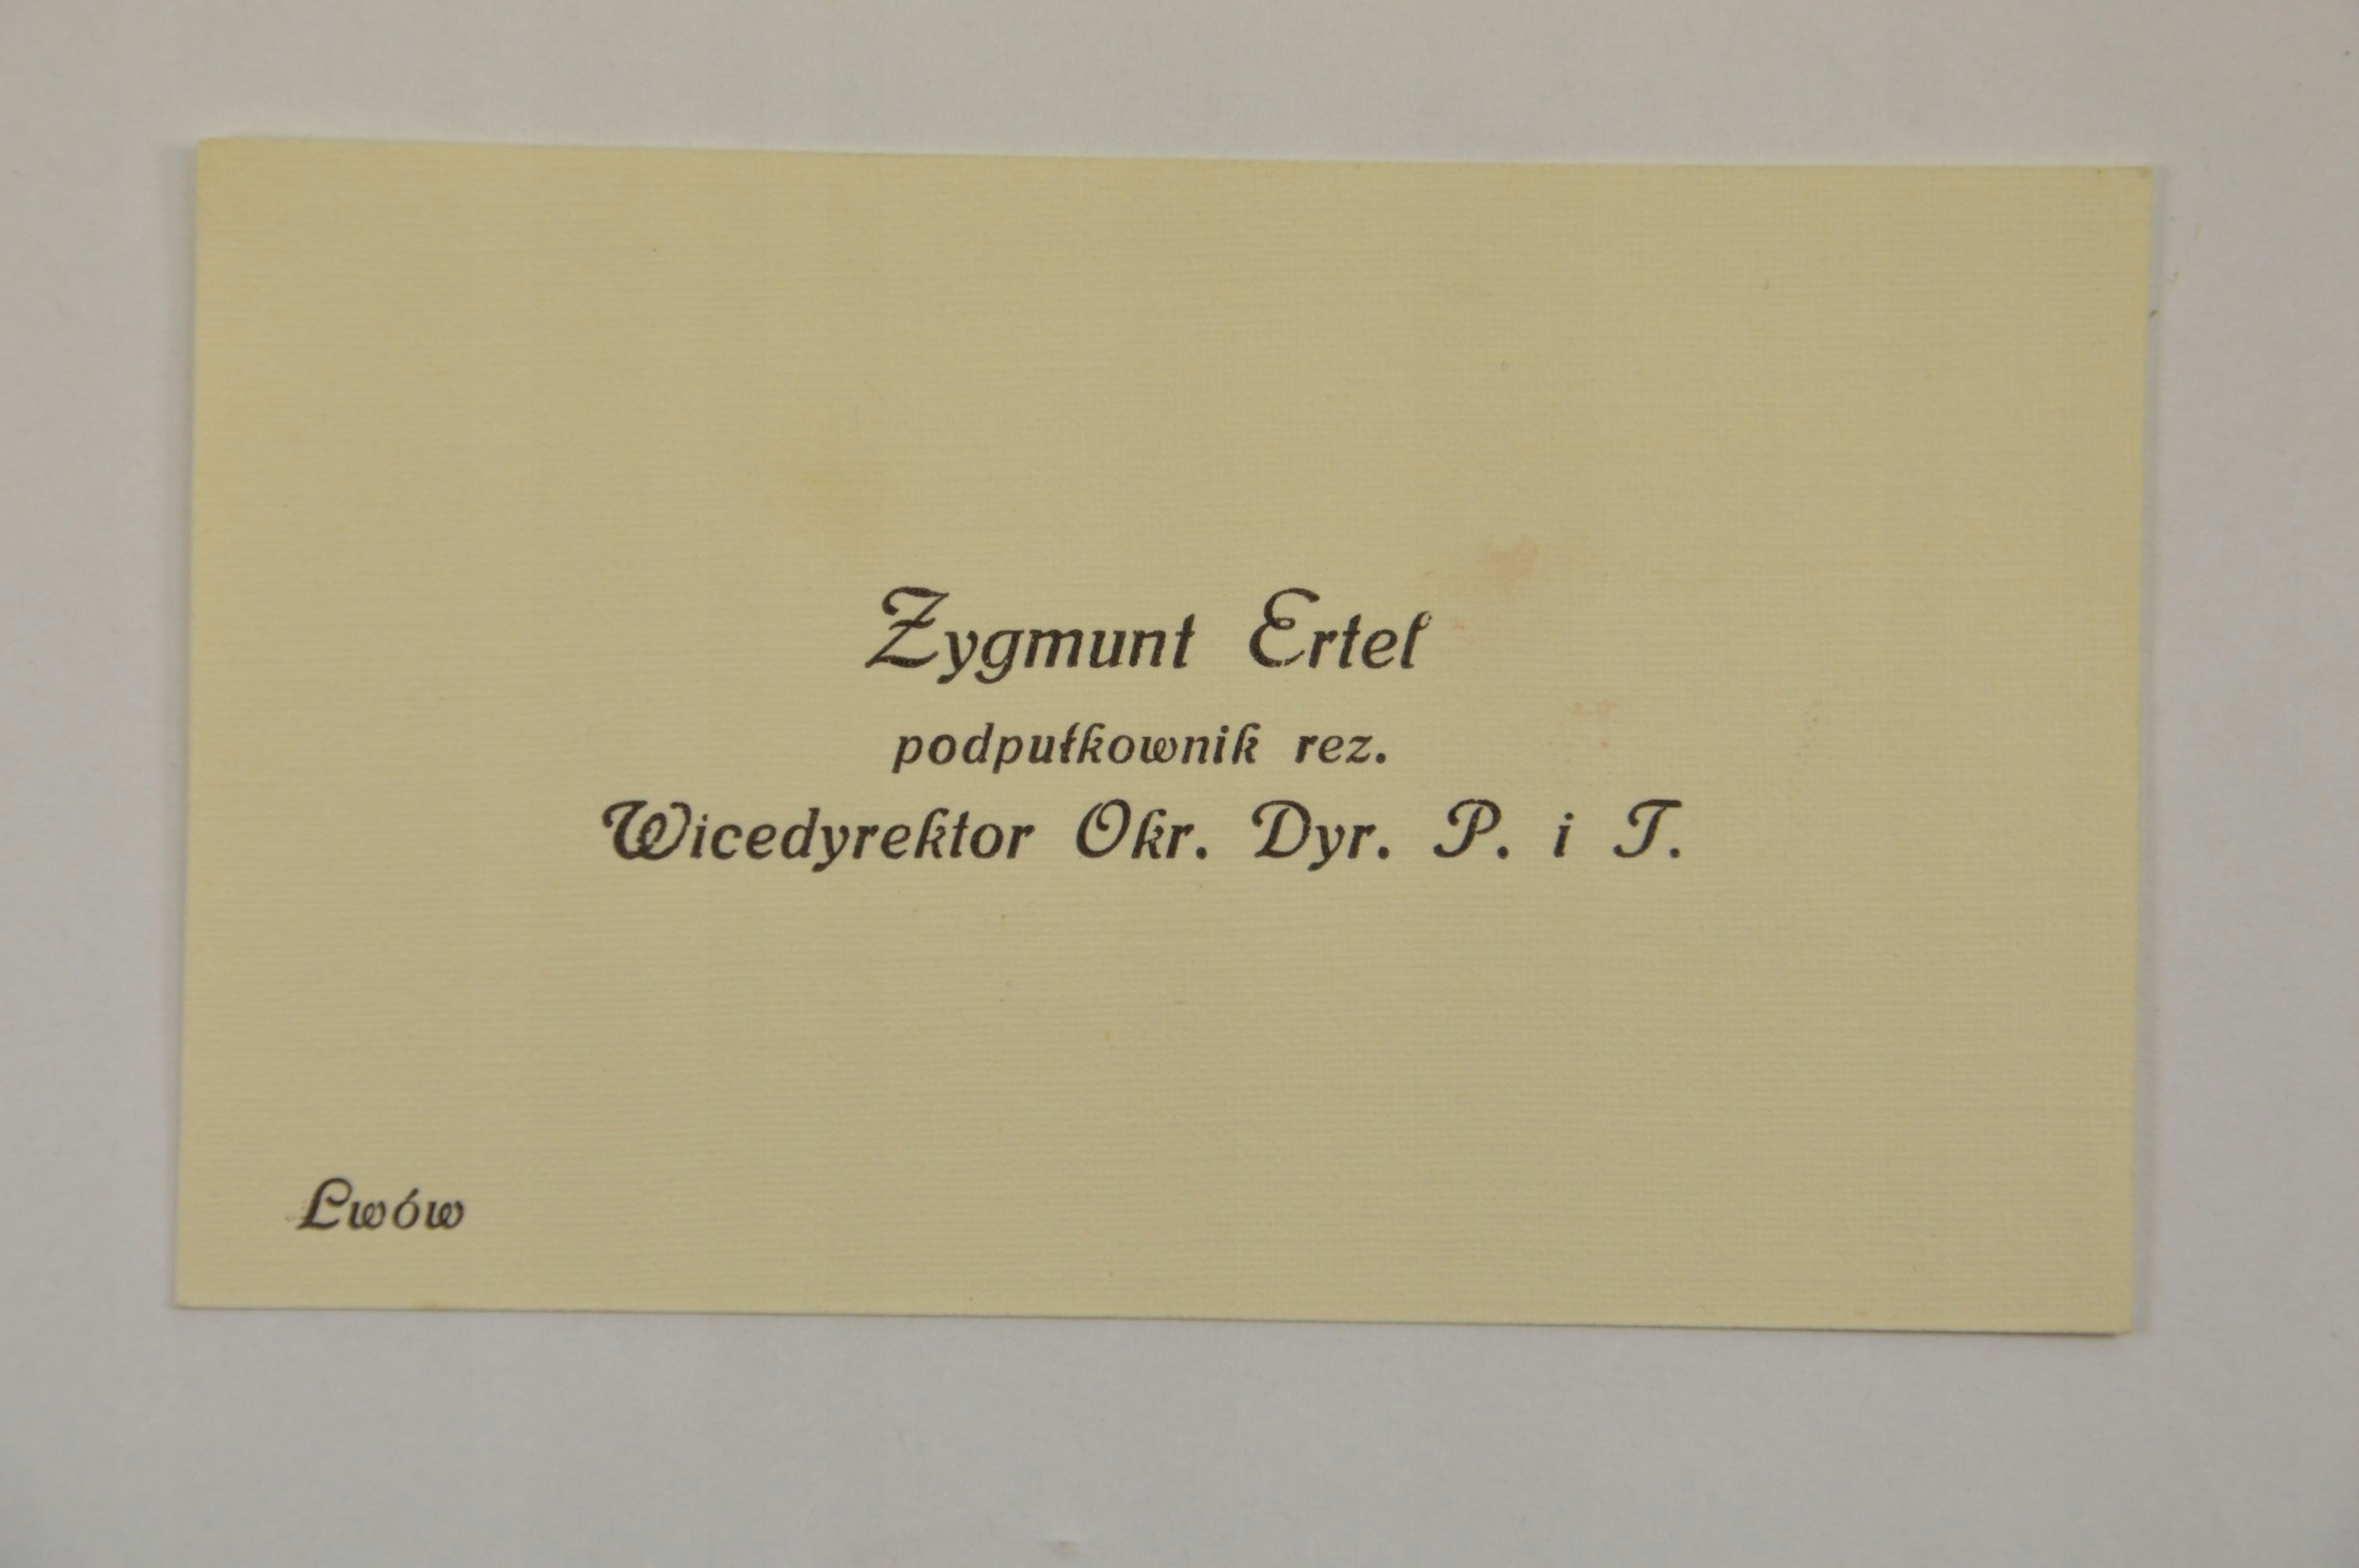 Zygmunt Ertel
podpułkownik rez.
Wicedyrektor Okr. Dyr. P. i T.
Lwów